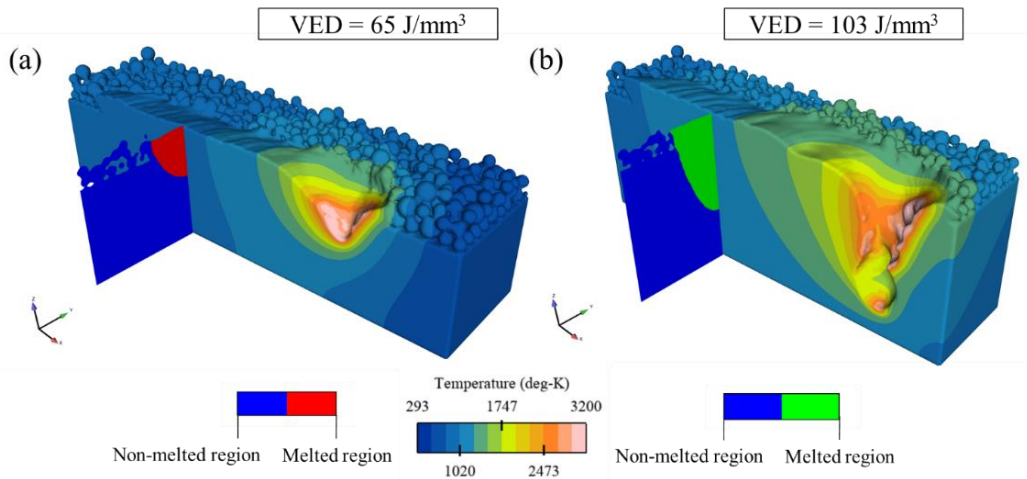 VED = 65 J/mm³
VED = 103 J/mm³
(a)
(b)
Z
Y
X
Z
Y
X
Temperature (deg-K)
293 1747 3200
1020 2473
Non-melted region Melted region
Non-melted region Melted region